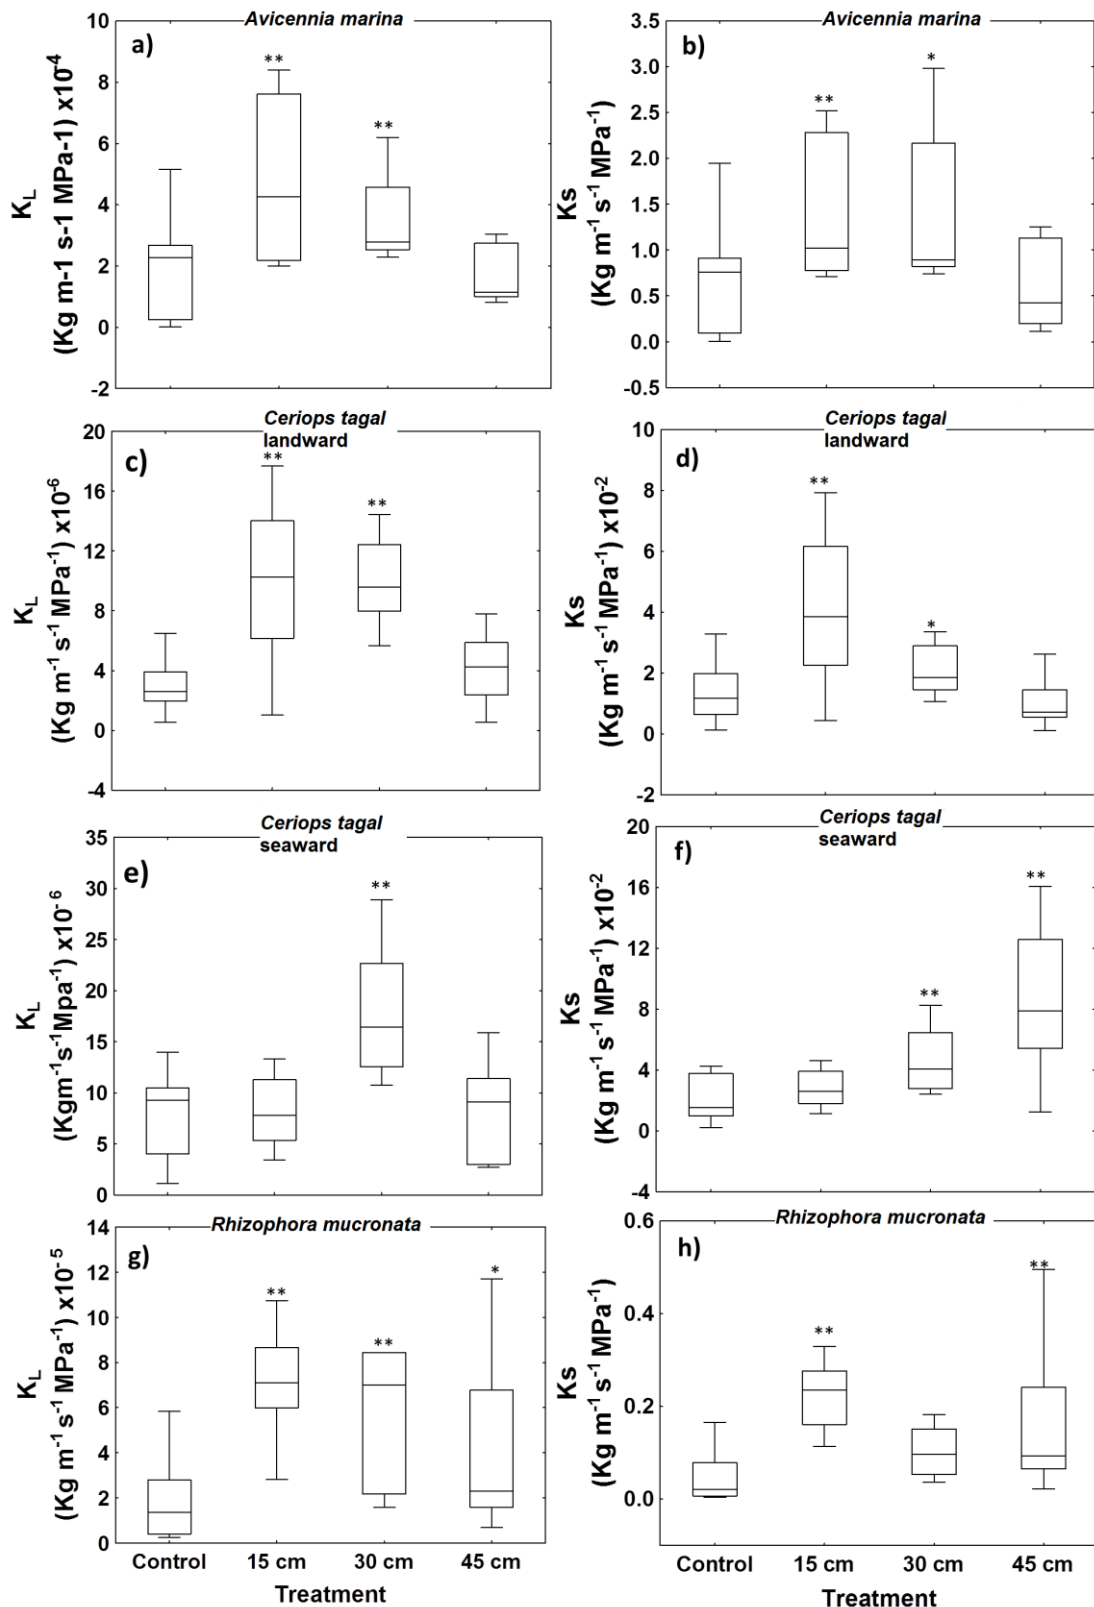 Avicennia marina
a)
10
8
6
4
2
0
-2
K_L
(Kg m-1 s-1 MPa-1) x10⁻⁴
**
**
Avicennia marina
b)
3.5
3.0
2.5
2.0
1.5
1.0
0.5
0.0
-0.5
Ks
(Kg m⁻¹ s⁻¹ MPa⁻¹)
**
*
Ceriops tagal
landward
c)
20
16
12
8
4
0
-4
K_L
(Kg m⁻¹ s⁻¹ MPa⁻¹) x10⁻⁶
**
**
Ceriops tagal
landward
d)
10
8
6
4
2
0
-2
Ks
(Kg m⁻¹ s⁻¹ MPa⁻¹) x10⁻²
**
*
Ceriops tagal
seaward
e)
35
30
25
20
15
10
5
0
K_L
(Kgm⁻¹s⁻¹Mpa⁻¹) x10⁻⁶
**
Ceriops tagal
seaward
f)
20
16
12
8
4
0
-4
Ks
(Kg m⁻¹ s⁻¹ MPa⁻¹) x10⁻²
**
**
Rhizophora mucronata
g)
14
12
10
8
6
4
2
0
K_L
(Kg m⁻¹ s⁻¹ MPa⁻¹) x10⁻⁵
**
**
*
Control 15 cm 30 cm 45 cm
Treatment
Rhizophora mucronata
h)
0.6
0.4
0.2
0.0
Ks
(Kg m⁻¹ s⁻¹ MPa⁻¹)
**
**
Control 15 cm 30 cm 45 cm
Treatment